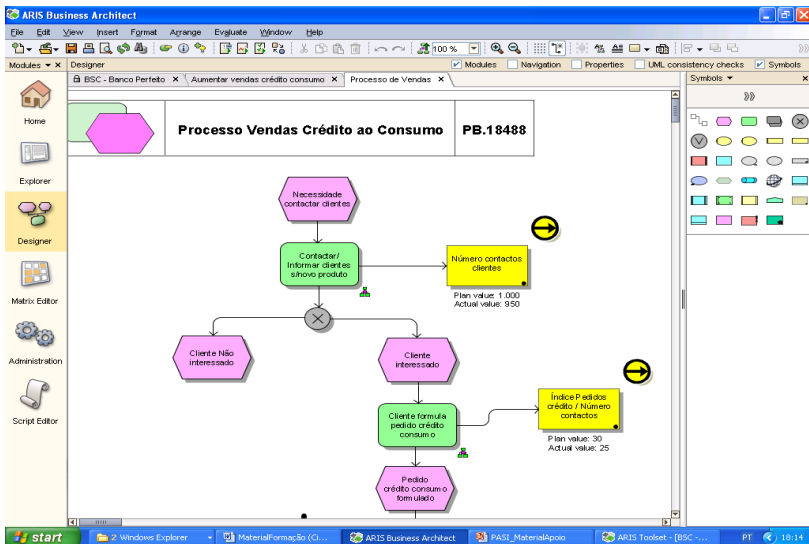 ARIS Business Architect
File Edit View Insert Format Arrange Evaluate Window Help
100 %
Modules Designer Modules Navigation Properties UML consistency checks Symbols
BSC - Banco Perfeito Aumentar vendas crédito consumo Processo de Vendas Symbols
Home
Explorer
Designer
Matrix Editor
Administration
Script Editor
Processo Vendas Crédito ao Consumo PB.18488
Necessidade
contactar clientes
Contactar/
Informar clientes
s/novo produto
Número contactos
clientes
Plan value: 1.000
Actual value: 950
Cliente Não
interessado
Cliente
interessado
Índice Pedidos
crédito / Número
contactos
Plan value: 30
Actual value: 25
Cliente formula
pedido crédito
consumo
Pedido
crédito consumo
formulado
start 2 Windows Explorer MaterialFormação (Ci... ARIS Business Architect PASI_MaterialApoio ARIS Toolset - [BSC -... PT 18:14